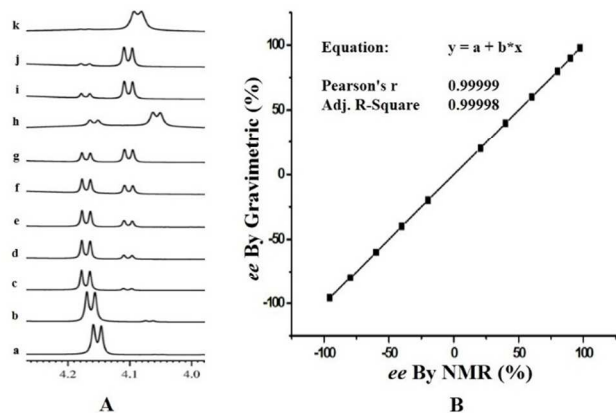 k
j
i
h
g
f
e
d
c
b
a
4.2 4.1 4.0
A
B
Equation: y = a + b*x
Pearson's r 0.99999
Adj. R-Square 0.99998
100
50
0
-50
-100
ee By Gravimetric (%)
-100 -50 0 50 100
ee By NMR (%)
B